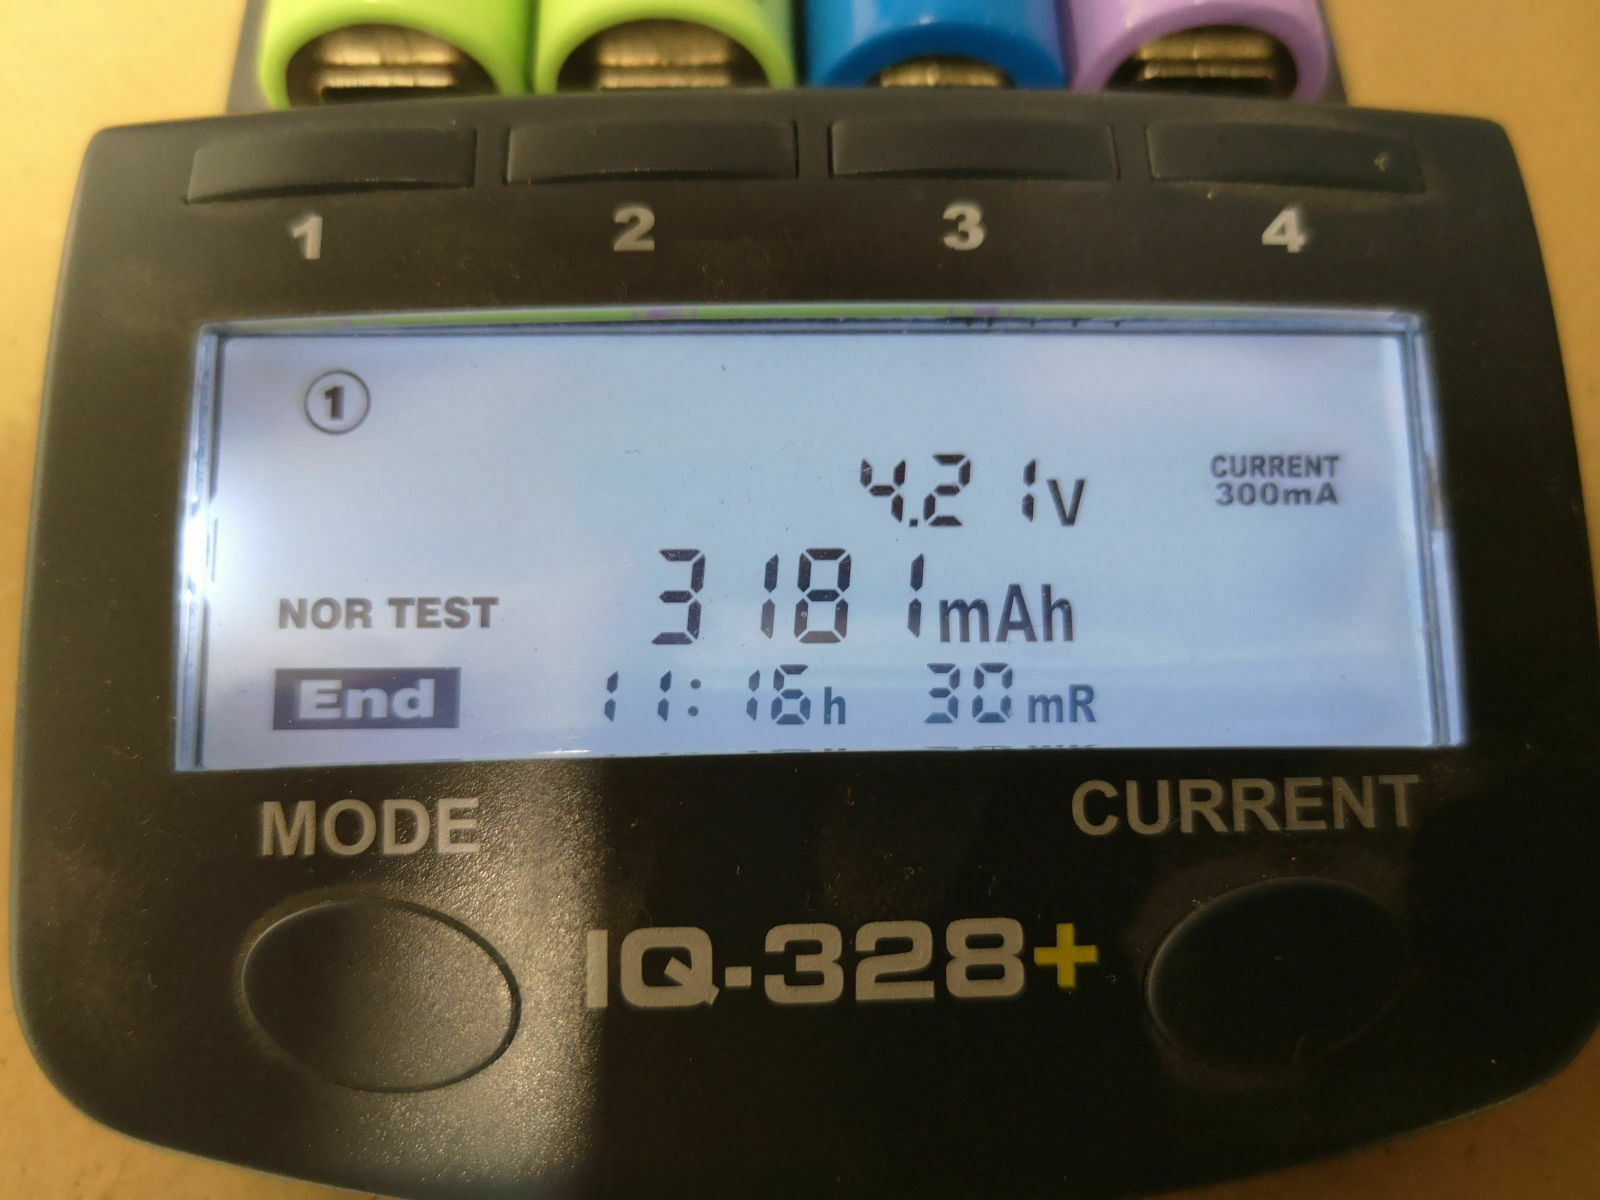 1 2 3 4
1
4.21V
CURRENT
300mA
NOR TEST 3181mAh
End 11:16h 30mR
MODE CURRENT
IQ-328+